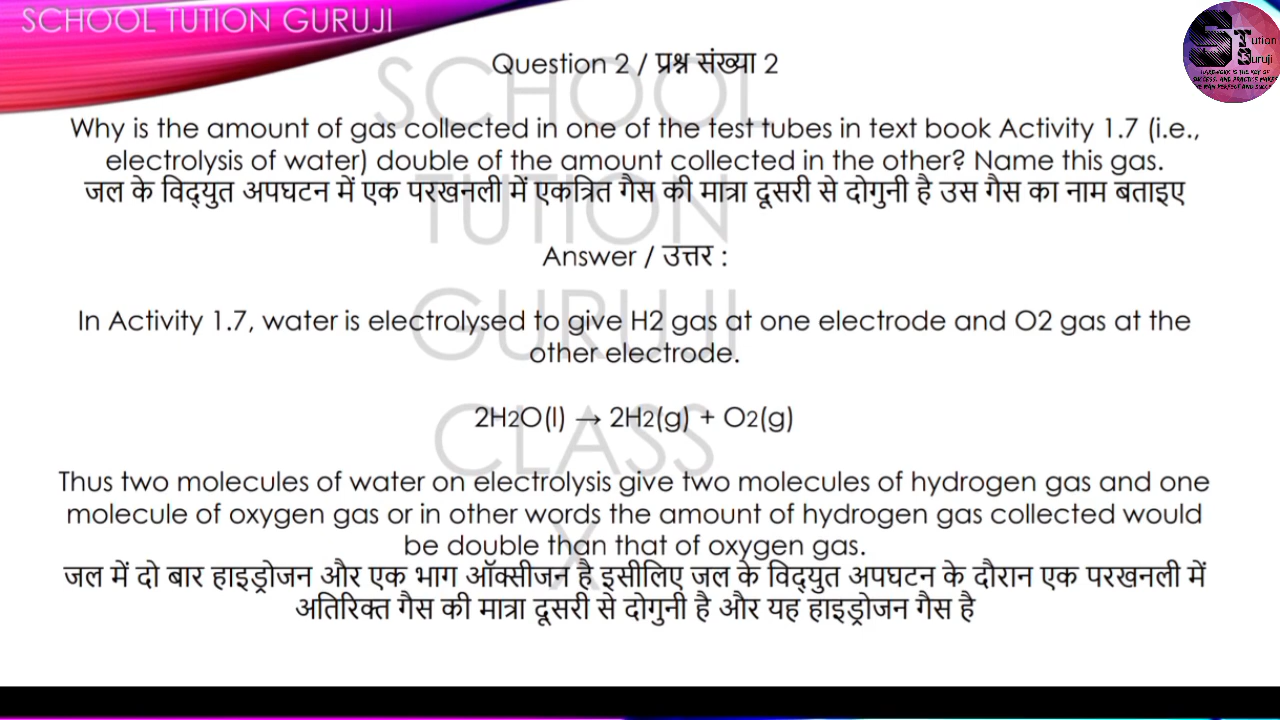 SCHOOL TUTION GURUJI
Question 2 / प्रश्न संख्या 2
Why is the amount of gas collected in one of the test tubes in text book Activity 1.7 (i.e.,
electrolysis of water) double of the amount collected in the other? Name this gas.
जल के विद्युत अपघटन में एक परखनली में एकत्रित गैस की मात्रा दूसरी से दोगुनी है उस गैस का नाम बताइए
Answer / उत्तर :
In Activity 1.7, water is electrolysed to give H2 gas at one electrode and O2 gas at the
other electrode.
2H2O(l) → 2H2(g) + O2(g)
Thus two molecules of water on electrolysis give two molecules of hydrogen gas and one
molecule of oxygen gas or in other words the amount of hydrogen gas collected would
be double than that of oxygen gas.
जल में दो बार हाइड्रोजन और एक भाग ऑक्सीजन है इसीलिए जल के विद्युत अपघटन के दौरान एक परखनली में
अतिरिक्त गैस की मात्रा दूसरी से दोगुनी है और यह हाइड्रोजन गैस है
SCHOOL
TUTION
GURUJI
CLASS
X
Tution
Guruji